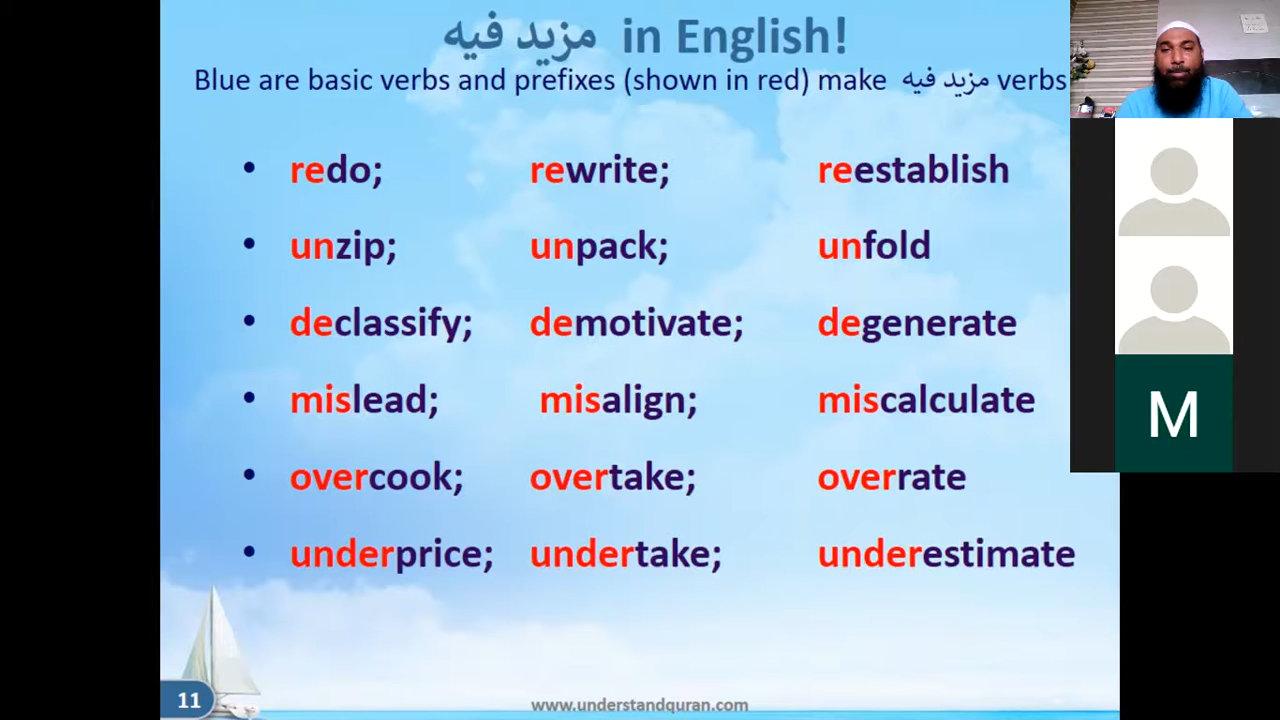 مزيد فيه in English!
Blue are basic verbs and prefixes (shown in red) make مزيد فيه verbs
• redo; rewrite; reestablish
• unzip; unpack; unfold
• declassify; demotivate; degenerate
• mislead; misalign; miscalculate
• overcook; overtake; overrate
• underprice; undertake; underestimate
M
11
www.understandquran.com